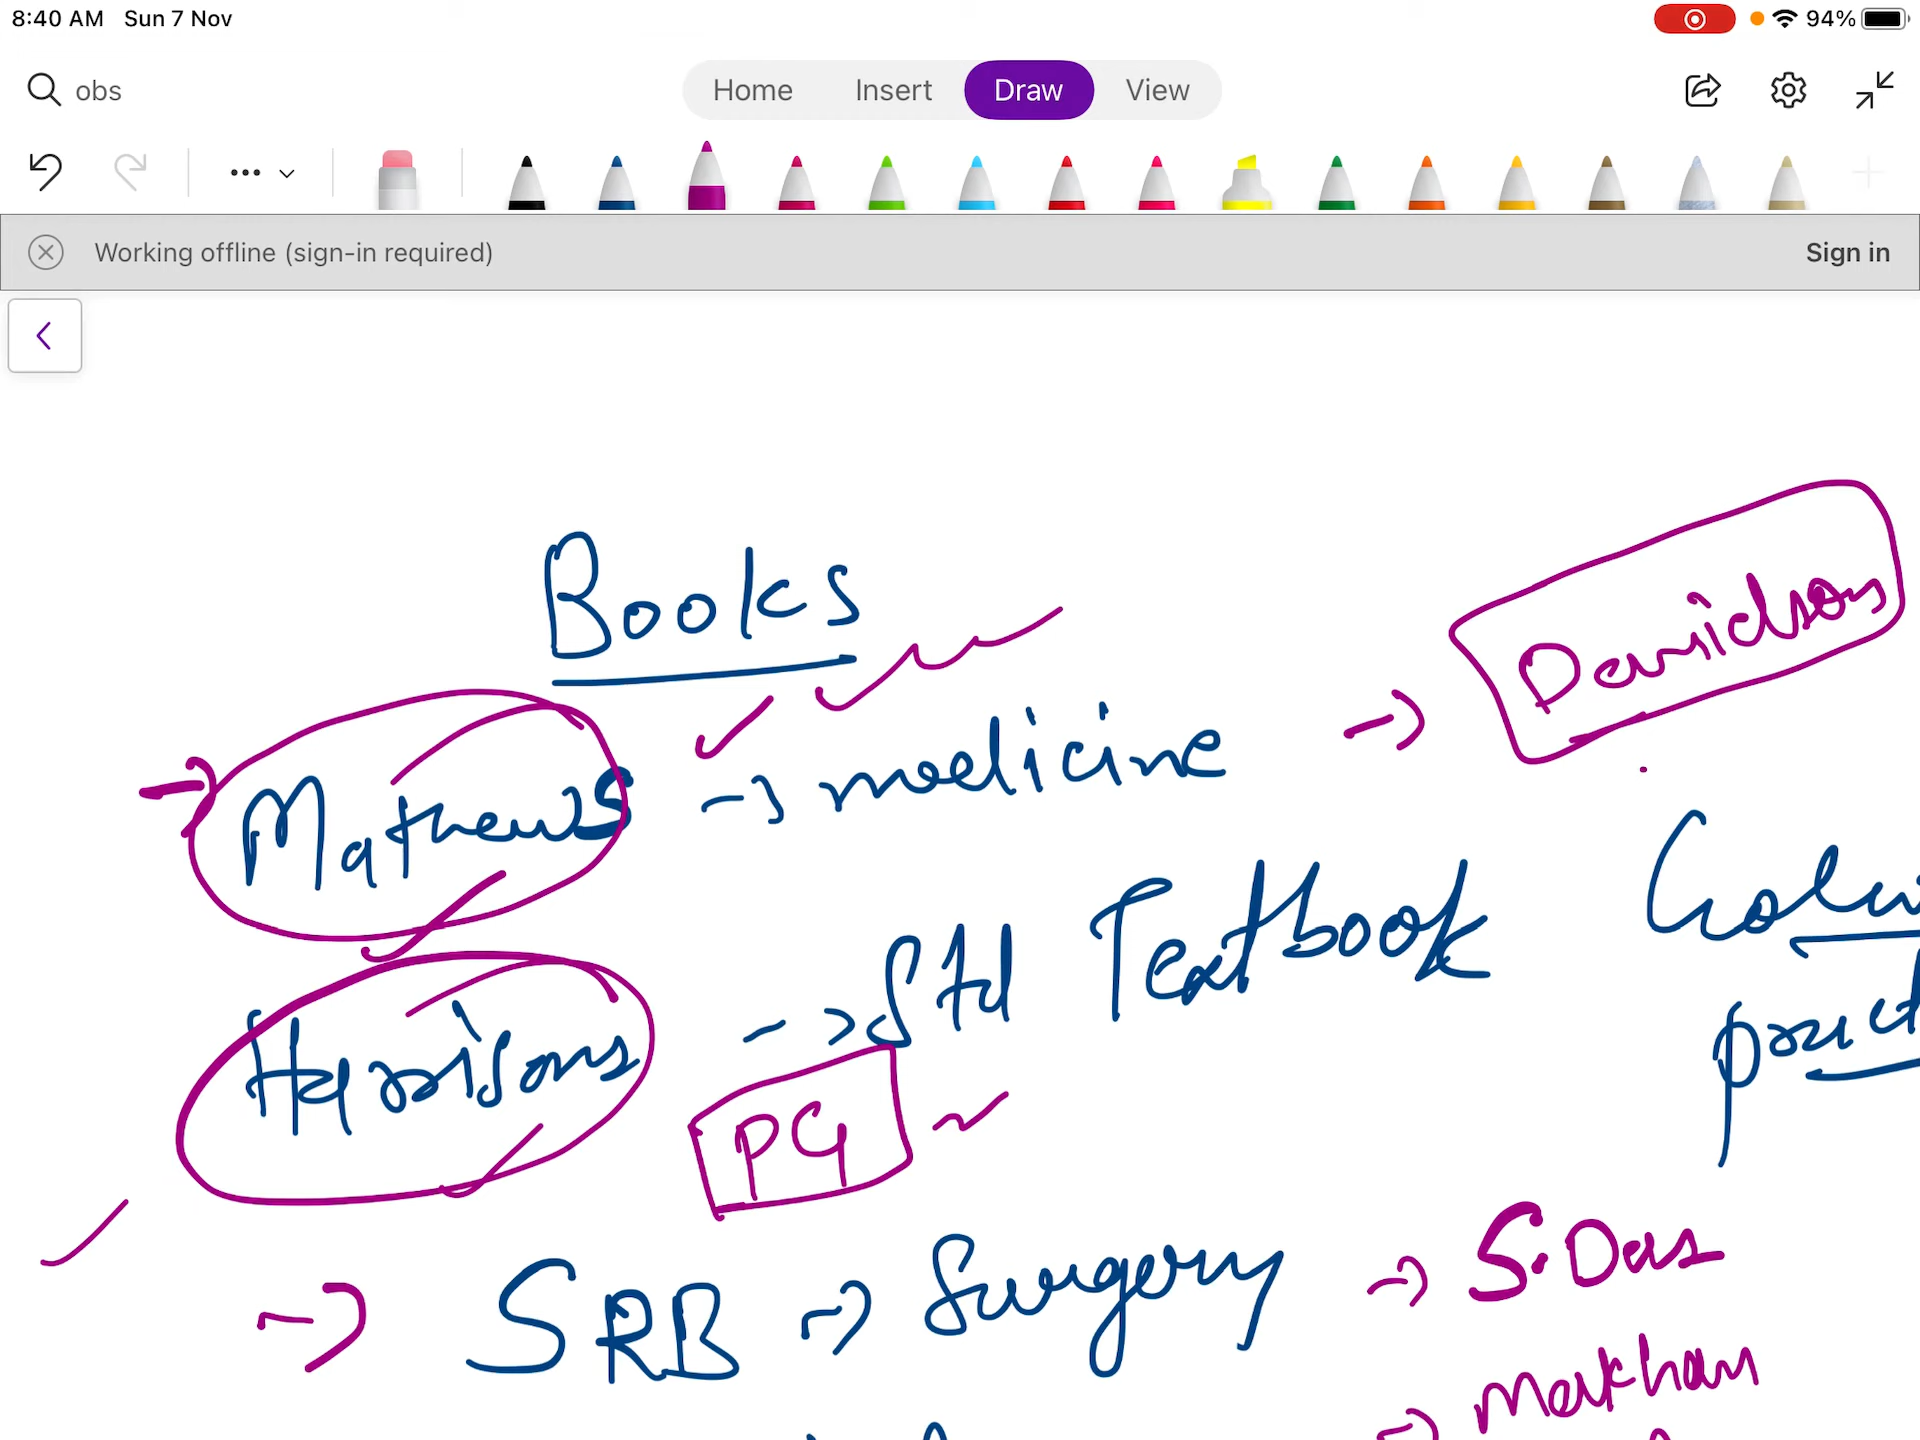 8:40 AM Sun 7 Nov 94%
obs Home Insert Draw View
Working offline (sign-in required) Sign in
Books
Davidson
Mathews → medicine →
Harrisons → Std Textbook
PG
→ SRB → Surgery → S. Das
→ Makhan